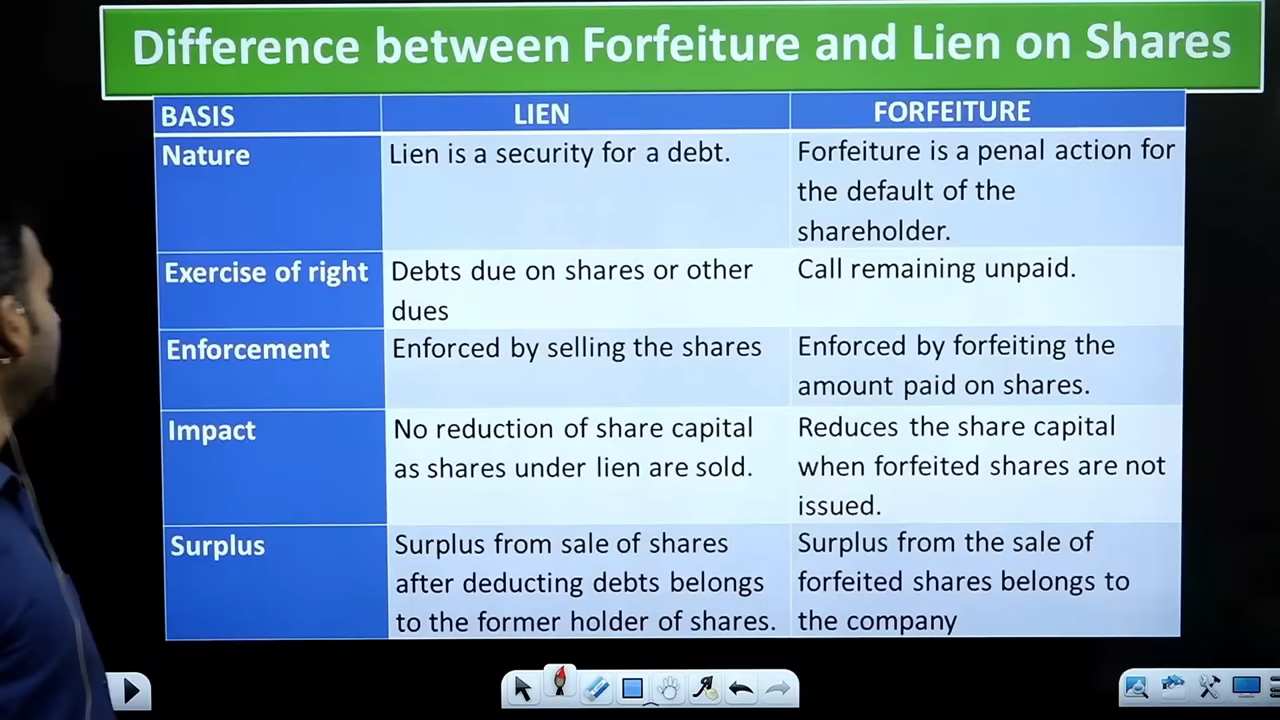 Difference between Forfeiture and Lien on Shares
BASIS LIEN FORFEITURE
Nature
Lien is a security for a debt.
Forfeiture is a penal action for
the default of the
shareholder.
Exercise of right
Debts due on shares or other
dues
Call remaining unpaid.
Enforcement
Enforced by selling the shares
Enforced by forfeiting the
amount paid on shares.
Impact
No reduction of share capital
as shares under lien are sold.
Reduces the share capital
when forfeited shares are not
issued.
Surplus
Surplus from sale of shares
after deducting debts belongs
to the former holder of shares.
Surplus from the sale of
forfeited shares belongs to
the company